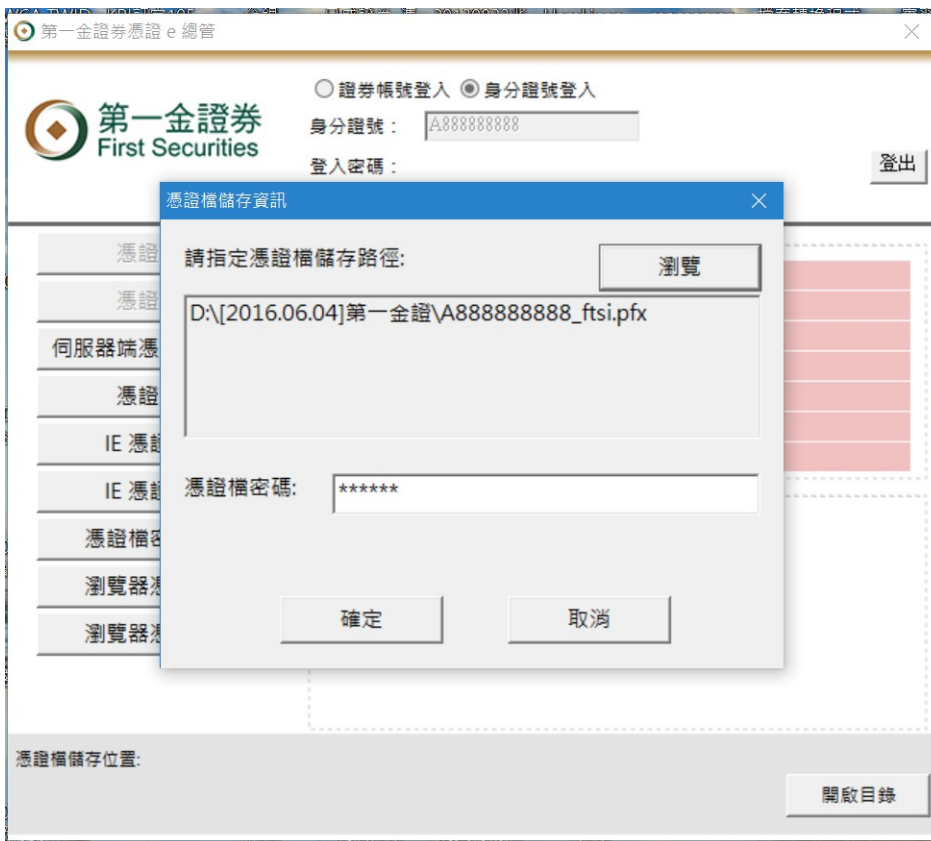 第一金證券憑證 e 總管
證券帳號登入 身分證號登入
第一金證券
First Securities
身分證號：
A888888888
登入密碼：
登出
憑證檔儲存資訊
請指定憑證檔儲存路徑:
瀏覽
D:\[2016.06.04]第一金證\A888888888_ftsi.pfx
憑證檔密碼:
******
確定
取消
憑證
憑證
伺服器端憑
憑證
IE 憑
IE 憑
憑證檔
瀏覽器
瀏覽器
憑證檔儲存位置:
開啟目錄